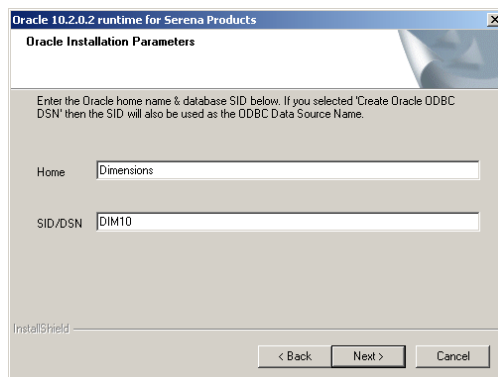 Oracle 10.2.0.2 runtime for Serena Products
Oracle Installation Parameters
Enter the Oracle home name & database SID below. If you selected 'Create Oracle ODBC
DSN' then the SID will also be used as the ODBC Data Source Name.
Home Dimensions
SID/DSN DIM10
InstallShield
< Back Next > Cancel